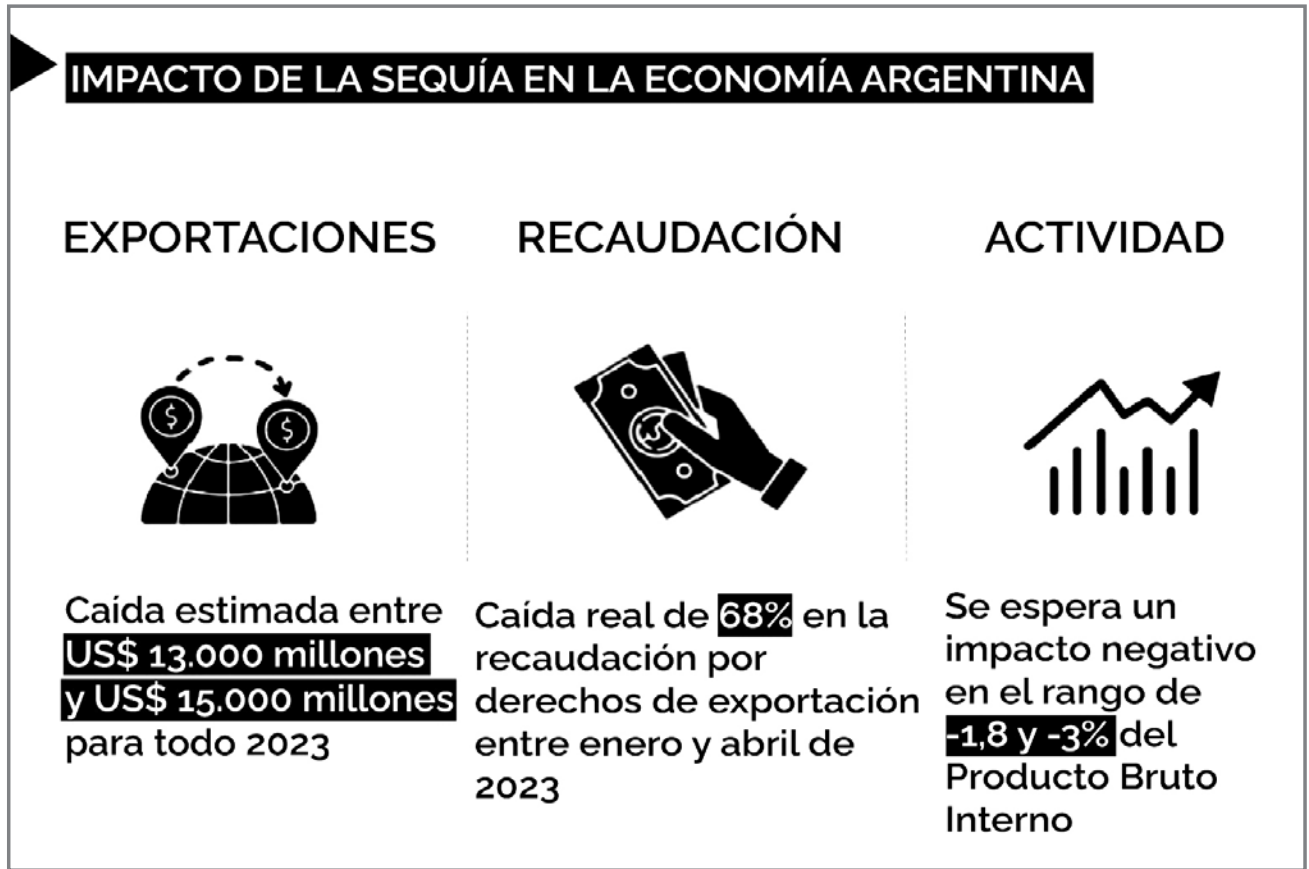 IMPACTO DE LA SEQUÍA EN LA ECONOMÍA ARGENTINA
EXPORTACIONES
Caída estimada entre
US$ 13.000 millones
y US$ 15.000 millones
para todo 2023
RECAUDACIÓN
Caída real de 68% en la
recaudación por
derechos de exportación
entre enero y abril de
2023
ACTIVIDAD
Se espera un
impacto negativo
en el rango de
-1,8 y -3% del
Producto Bruto
Interno